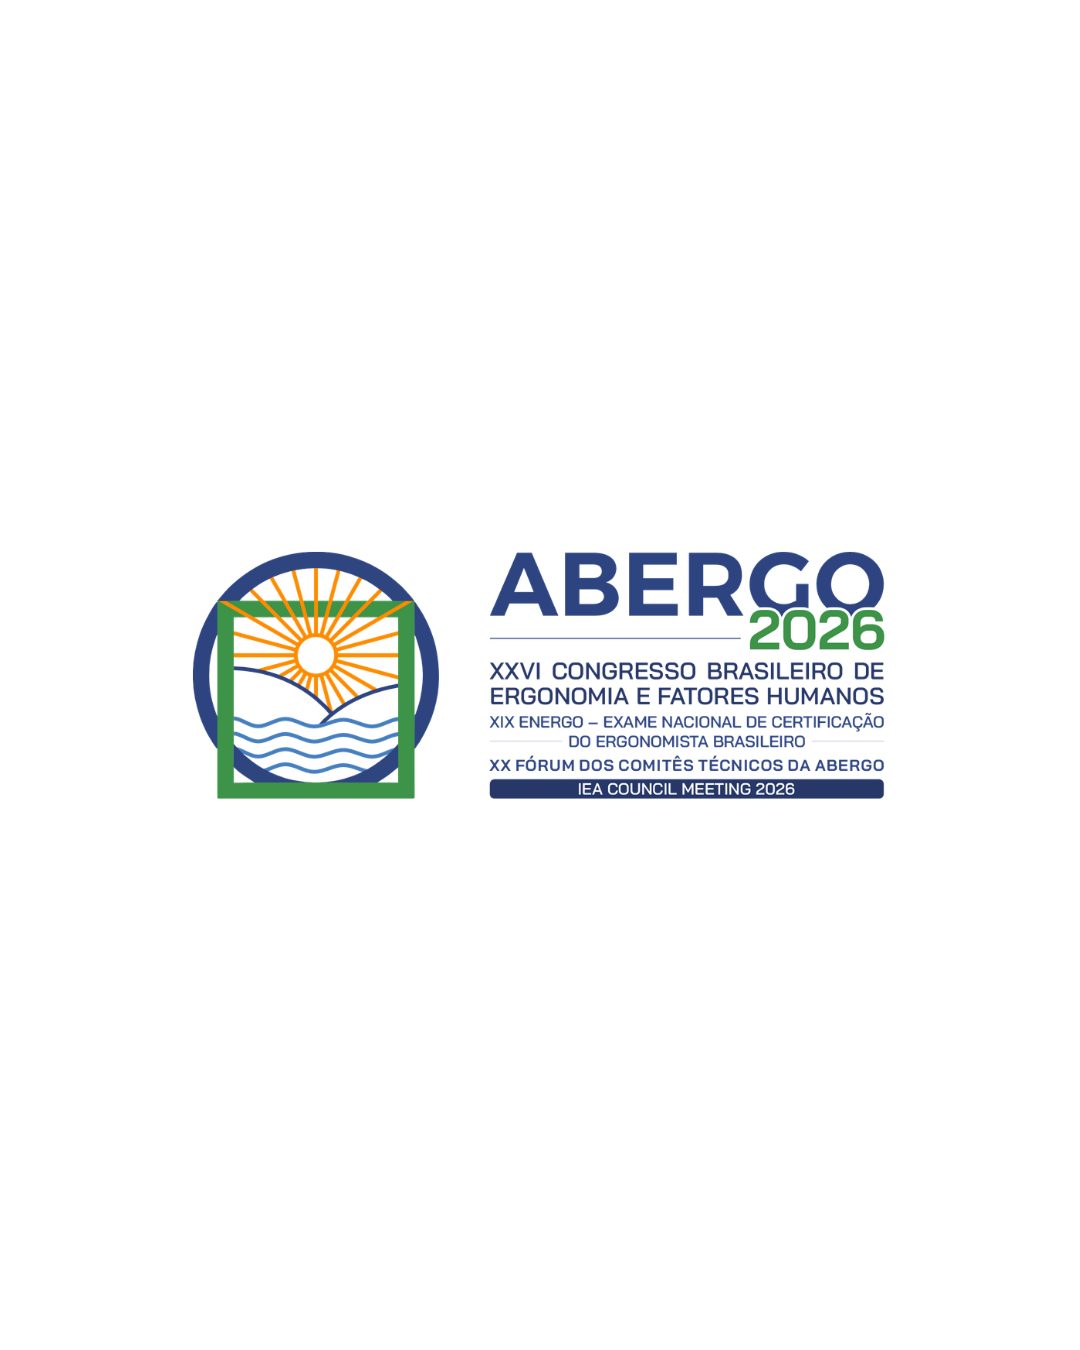 ABERGO
2026
XXVI CONGRESSO BRASILEIRO DE
ERGONOMIA E FATORES HUMANOS
XIX ENERGO – EXAME NACIONAL DE CERTIFICAÇÃO
DO ERGONOMISTA BRASILEIRO
XX FÓRUM DOS COMITÊS TÉCNICOS DA ABERGO
IEA COUNCIL MEETING 2026